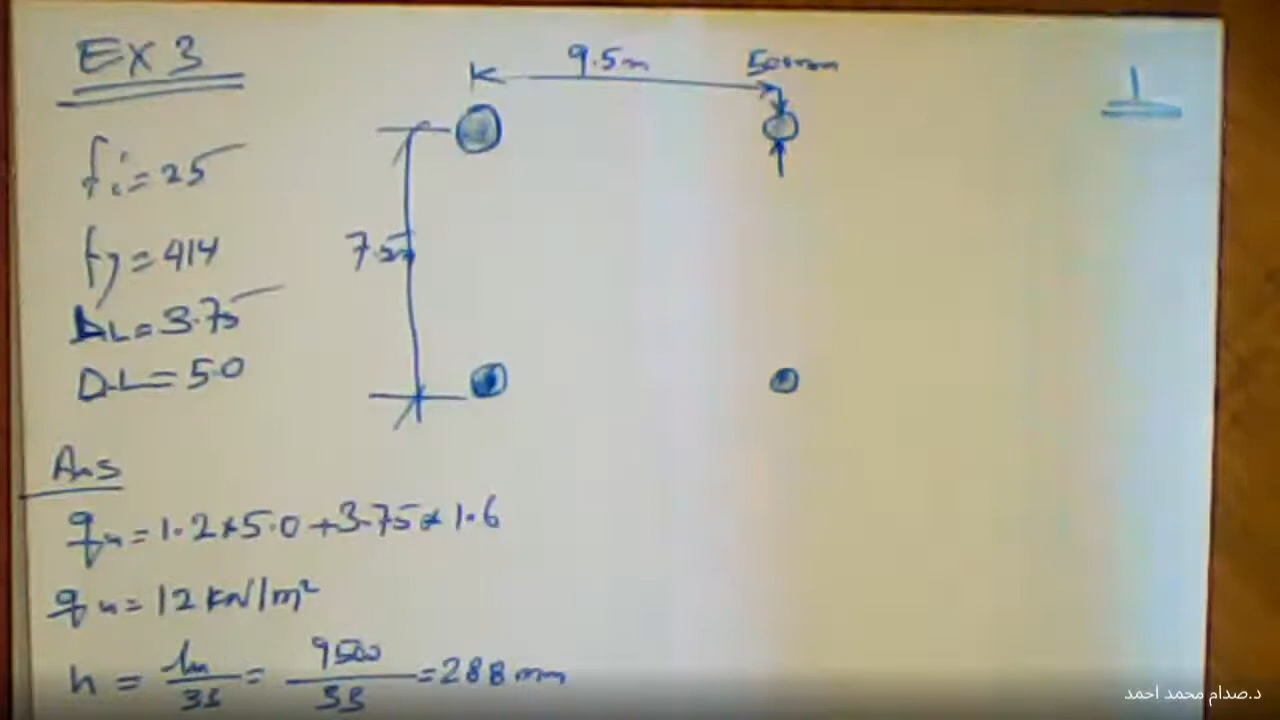 Ex 3
9.5m
500mm
1
fc' = 25
fy = 414
LL = 3.75
D.L = 5.0
7.5m
Ans
qu = 1.2*5.0 + 3.75*1.6
qu = 12 kN/m²
h = ln/33 = 9500/33 = 288 mm
د.صدام محمد احمد